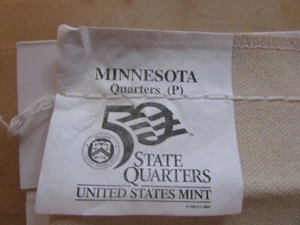 MINNESOTA
Quarters (P)
50
STATE
QUARTERS
UNITED STATES MINT